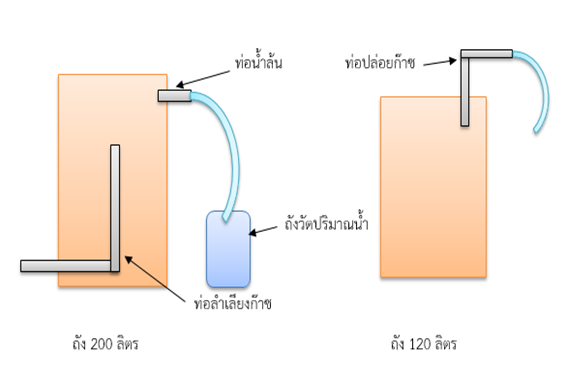 ท่อน้ำล้น
ท่อปล่อยก๊าซ
ถังวัดปริมาณน้ำ
ท่อลำเลียงก๊าซ
ถัง 200 ลิตร
ถัง 120 ลิตร